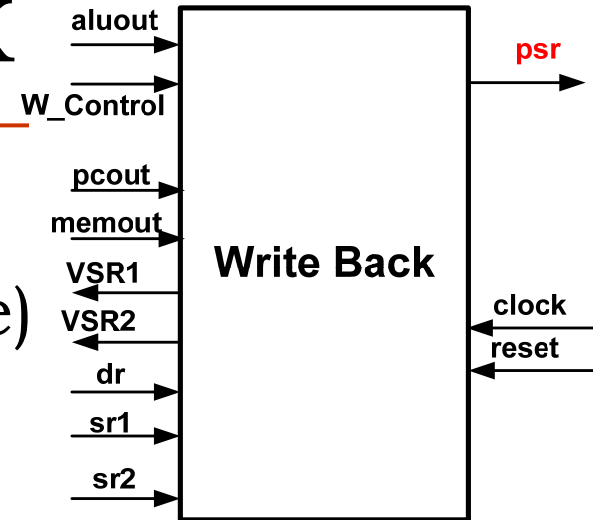 aluout
psr
W_Control
pcout
memout
Write Back
VSR1
clock
VSR2
reset
e)
dr
sr1
sr2